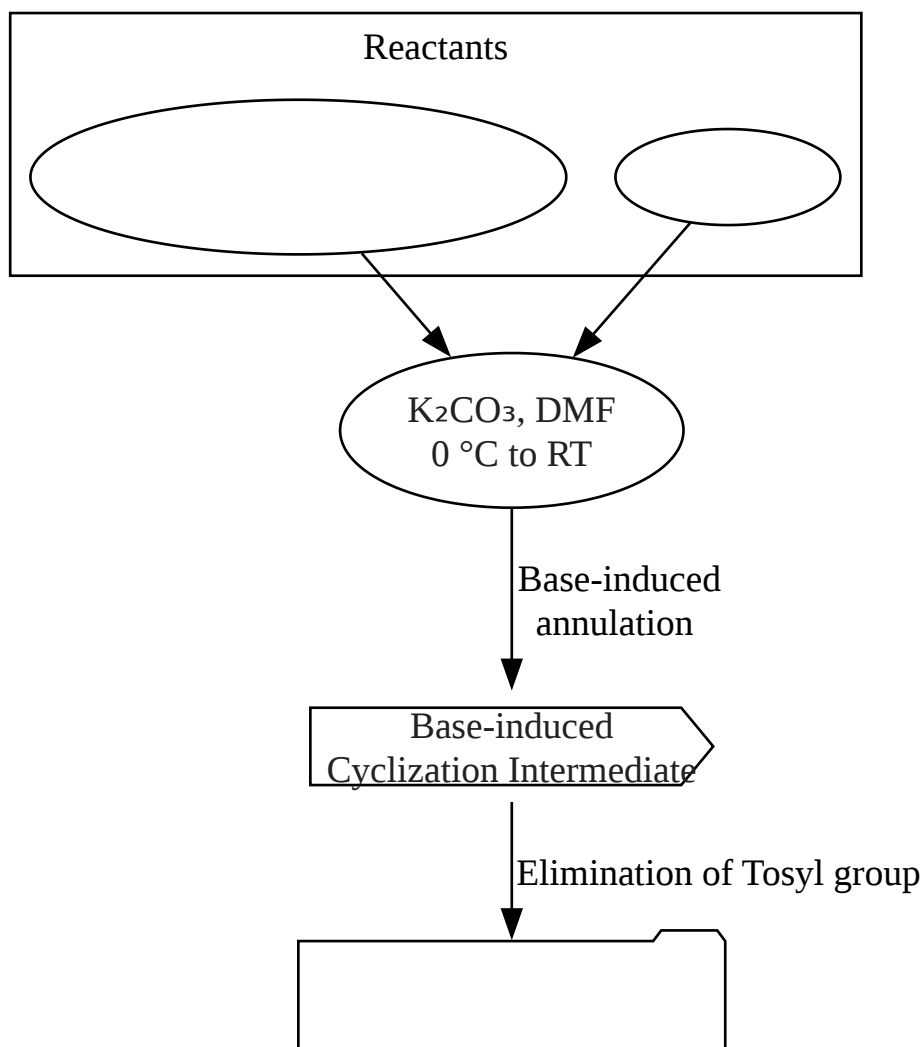 Reactants
K₂CO₃, DMF
0 °C to RT
Base-induced
annulation
Base-induced
Cyclization Intermediate
Elimination of Tosyl group